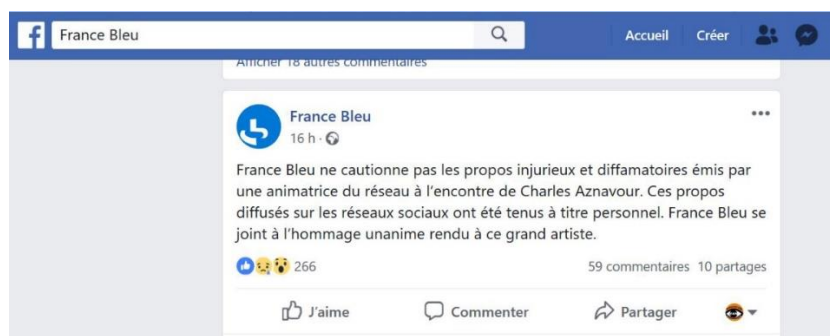 France Bleu
Accueil Créer
Afficher 18 autres commentaires
France Bleu
16 h
France Bleu ne cautionne pas les propos injurieux et diffamatoires émis par
une animatrice du réseau à l'encontre de Charles Aznavour. Ces propos
diffusés sur les réseaux sociaux ont été tenus à titre personnel. France Bleu se
joint à l'hommage unanime rendu à ce grand artiste.
266 59 commentaires 10 partages
J'aime Commenter Partager